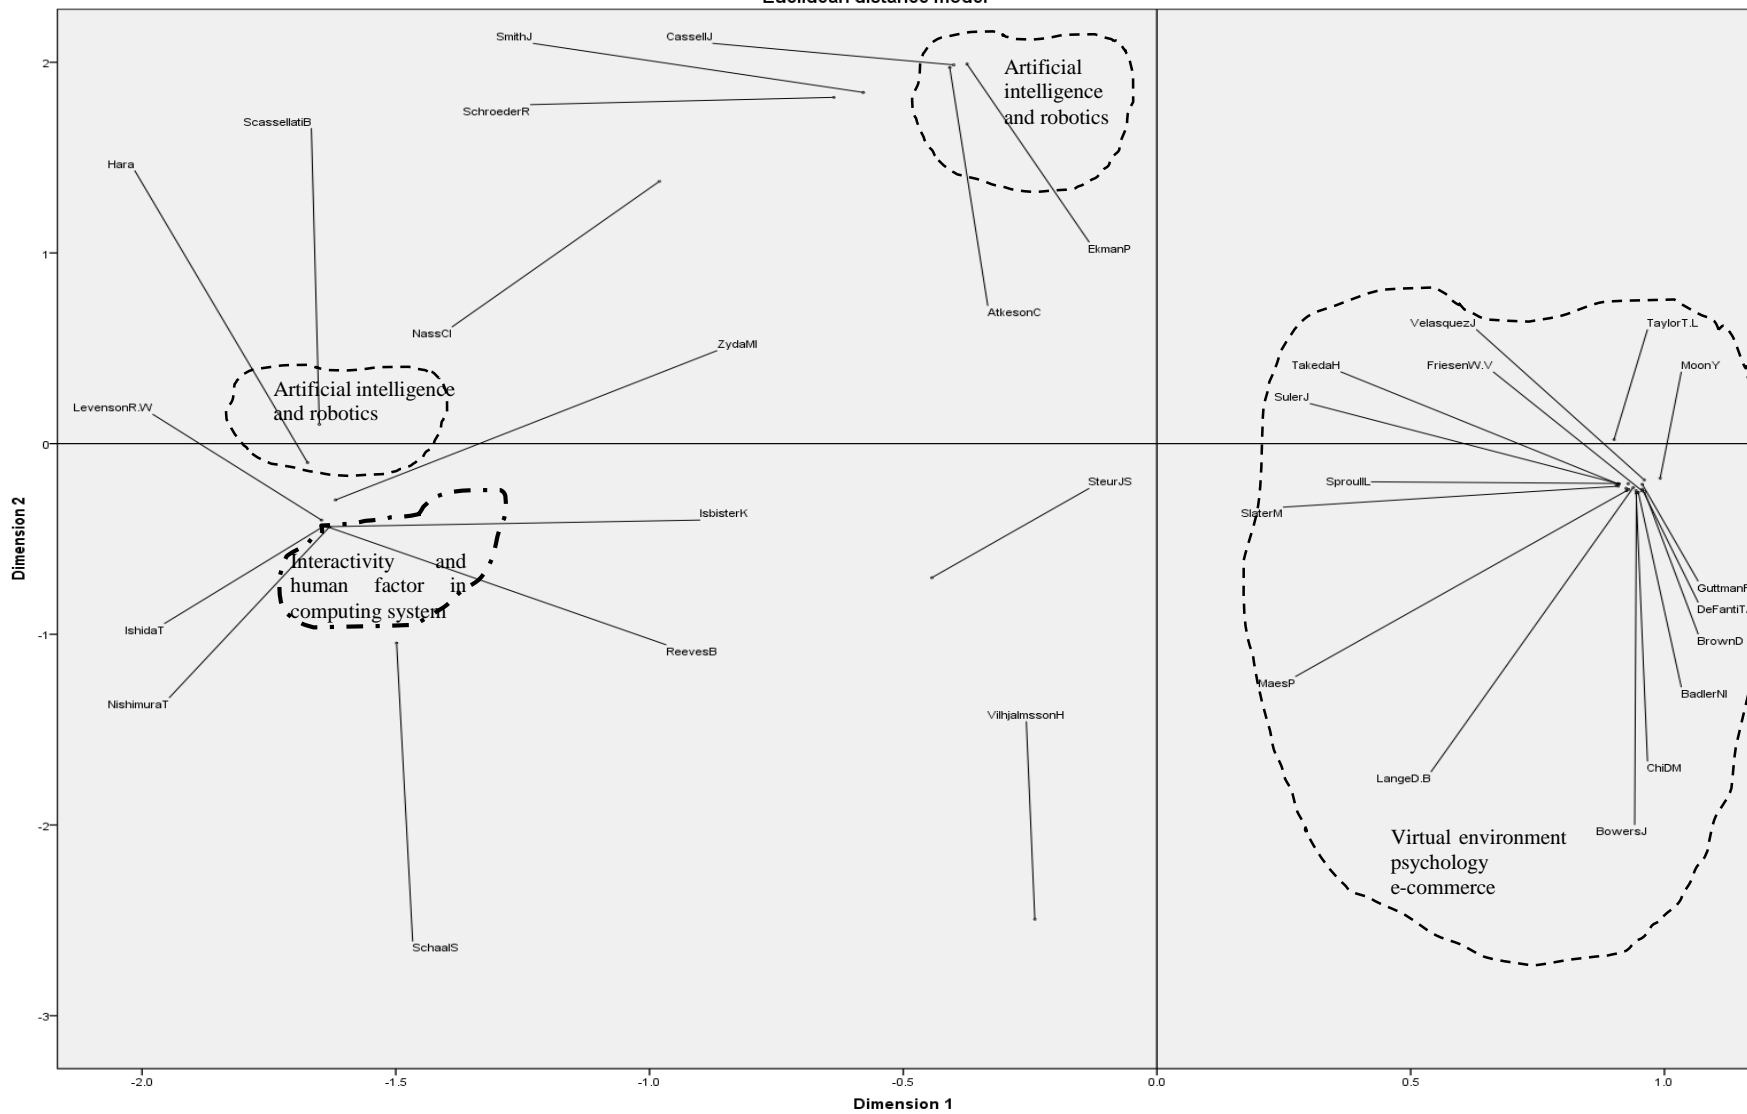 Euclidean distance model
SmithJ
CassellJ
2
Artificial
intelligence
and robotics
SchroederR
ScassellatiB
Hara
1
EkmanP
AtkesonC
NassCl
ZydaMl
VelasquezJ
TaylorT.L
TakedaH
FriesenW.V
MoonY
Artificial intelligence
and robotics
SulerJ
LevensonR.W
0
SteurJS
SproullL
IsbisterK
SlaterM
Dimension 2
Interactivity and
human factor in
computing system
GuttmanR
DeFantiT.
IshidaT
-1
BrownD
ReevesB
MaesP
BadlerNI
NishimuraT
VilhjalmssonH
ChiDM
LangeD.B
-2
BowersJ
Virtual environment
psychology
e-commerce
SchaalS
-3
-2.0
-1.5
-1.0
-0.5
0.0
0.5
1.0
Dimension 1